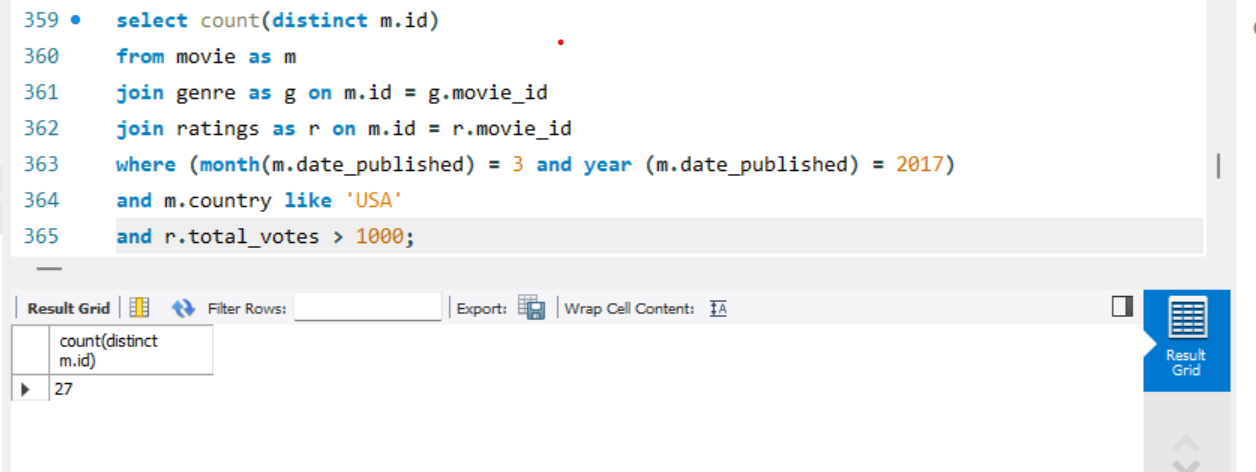 359 select count(distinct m.id)
360 from movie as m
361 join genre as g on m.id = g.movie_id
362 join ratings as r on m.id = r.movie_id
363 where (month(m.date_published) = 3 and year (m.date_published) = 2017)
364 and m.country like 'USA'
365 and r.total_votes > 1000;
Result Grid Filter Rows: Export: Wrap Cell Content: IA
count(distinct
m.id)
27
Result
Grid